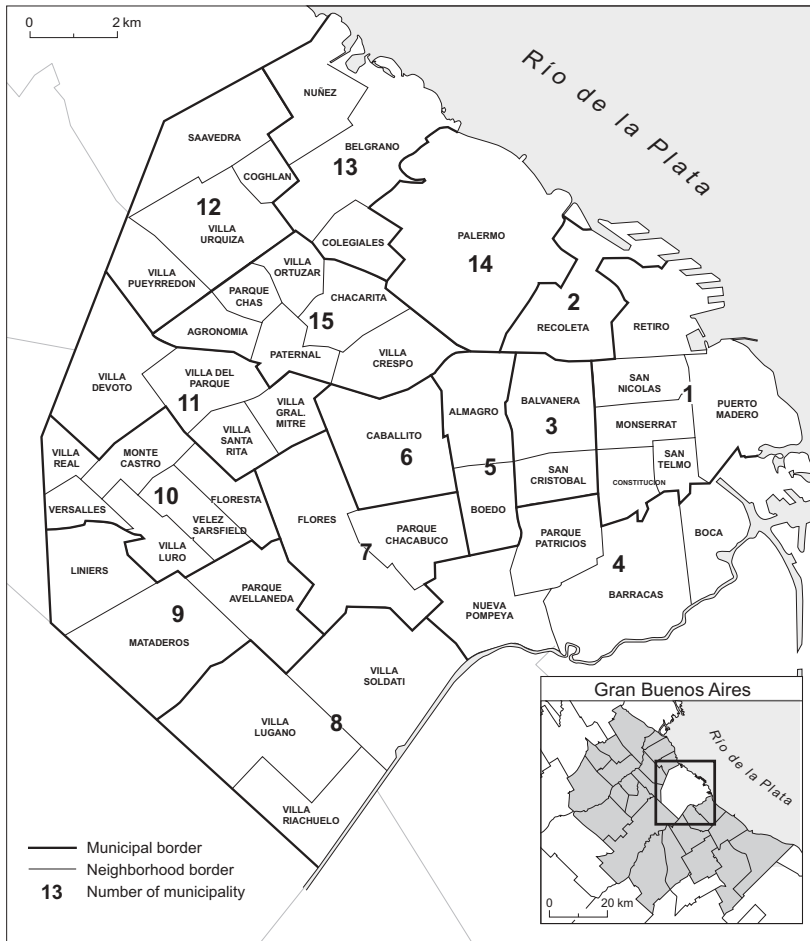 0 2 km
Río de la Plata
NUÑEZ
SAAVEDRA
BELGRANO
13
COGHLAN
12
VILLA
URQUIZA
COLEGIALES
PALERMO
14
VILLA
PUEYRREDON
VILLA
ORTUZAR
PARQUE
CHAS
CHACARITA
15
AGRONOMIA
PATERNAL
VILLA
CRESPO
2
RECOLETA
RETIRO
VILLA
DEVOTO
VILLA DEL
PARQUE
11
VILLA
GRAL.
MITRE
VILLA
SANTA
RITA
CABALLITO
6
ALMAGRO
5
BOEDO
BALVANERA
3
SAN
CRISTOBAL
SAN
NICOLAS
1
MONSERRAT
PUERTO
MADERO
SAN
TELMO
CONSTITUCION
VILLA
REAL
MONTE
CASTRO
VERSALLES
10
FLORESTA
VELEZ
SARSFIELD
VILLA
LURO
FLORES
PARQUE
CHACABUCO
7
LINIERS
PARQUE
AVELLANEDA
9
MATADEROS
PARQUE
PATRICIOS
BOCA
4
BARRACAS
NUEVA
POMPEYA
VILLA
SOLDATI
VILLA
LUGANO
8
VILLA
RIACHUELO
Municipal border
Neighborhood border
13 Number of municipality
Gran Buenos Aires
Río de la Plata
0 20 km